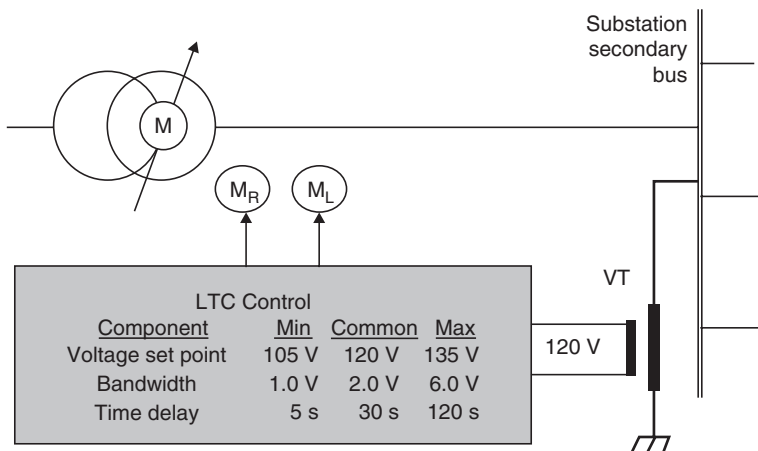 Substation
secondary
bus
M
M_R M_L
VT
LTC Control
Component Min Common Max
Voltage set point 105 V 120 V 135 V
Bandwidth 1.0 V 2.0 V 6.0 V
Time delay 5 s 30 s 120 s
120 V